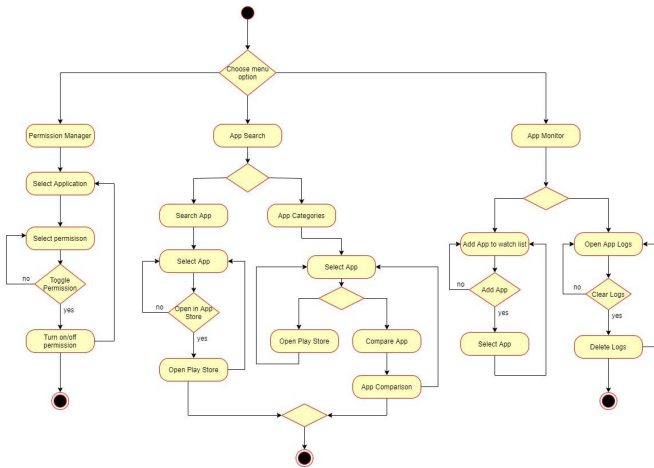 Choose menu
option
Permission Manager
App Search
App Monitor
Select Application
Search App
App Categories
Select permisison
Select App
Select App
Add App to watch list
Open App Logs
no
Toggle
Permission
yes
no
Open in App
Store
yes
no
Add App
yes
no
Clear Logs
yes
Turn on/off
permission
Open Play Store
Compare App
Select App
Delete Logs
Open Play Store
App Comparison